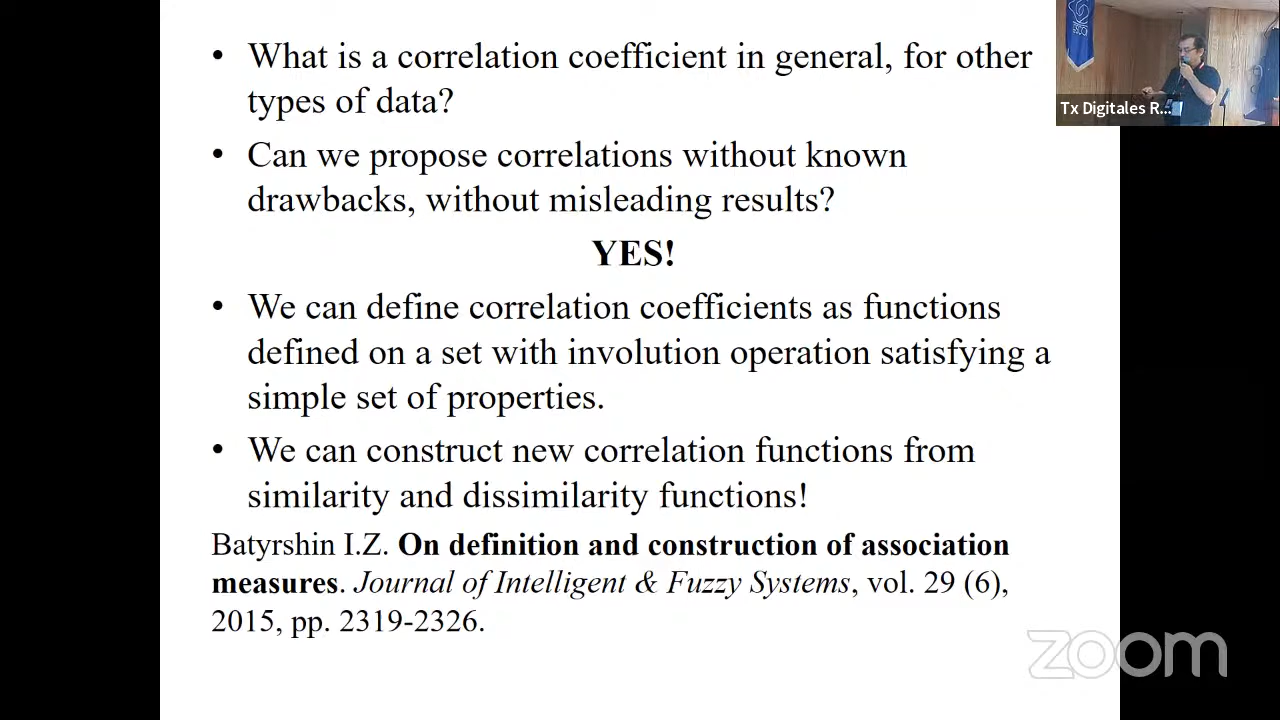 • What is a correlation coefficient in general, for other
types of data?
• Can we propose correlations without known
drawbacks, without misleading results?
YES!
• We can define correlation coefficients as functions
defined on a set with involution operation satisfying a
simple set of properties.
• We can construct new correlation functions from
similarity and dissimilarity functions!
Batyrshin I.Z. On definition and construction of association
measures. Journal of Intelligent & Fuzzy Systems, vol. 29 (6),
2015, pp. 2319-2326.
Tx Digitales R...
zoom